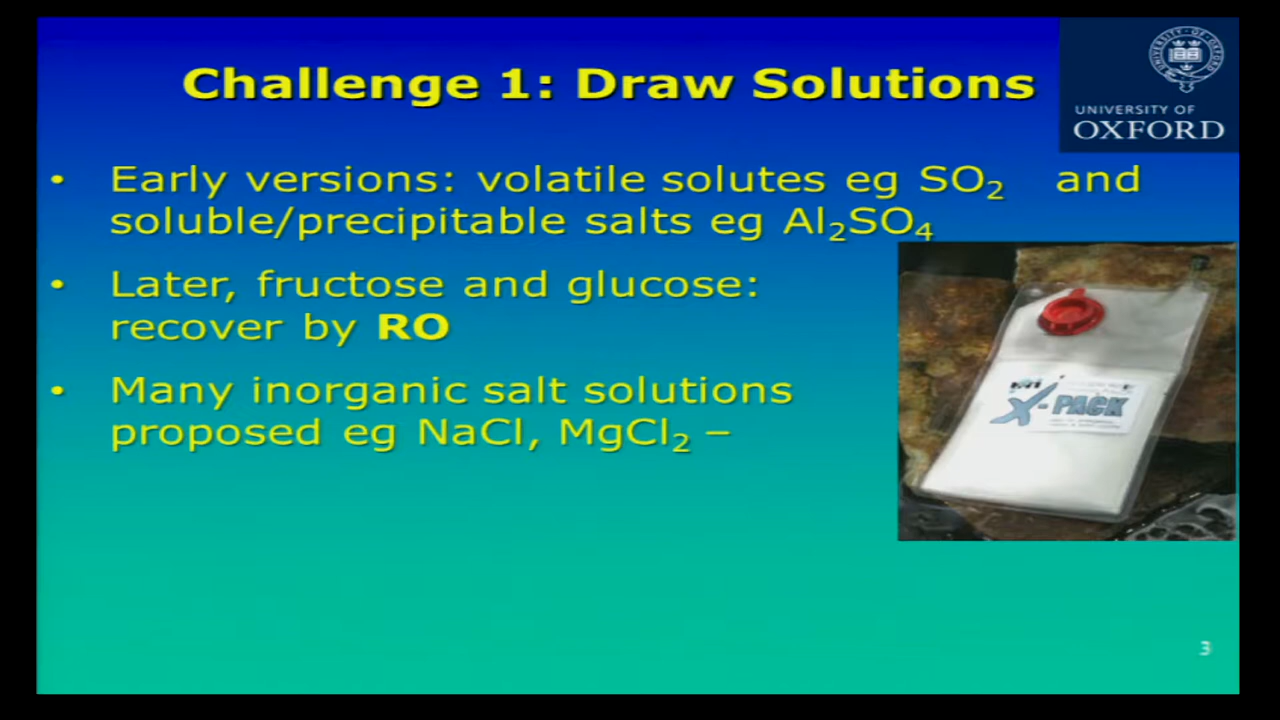 Challenge 1: Draw Solutions
UNIVERSITY OF
OXFORD
• Early versions: volatile solutes eg SO₂ and
soluble/precipitable salts eg Al₂SO₄
• Later, fructose and glucose:
recover by RO
• Many inorganic salt solutions
proposed eg NaCl, MgCl₂ –
X-PACK
3